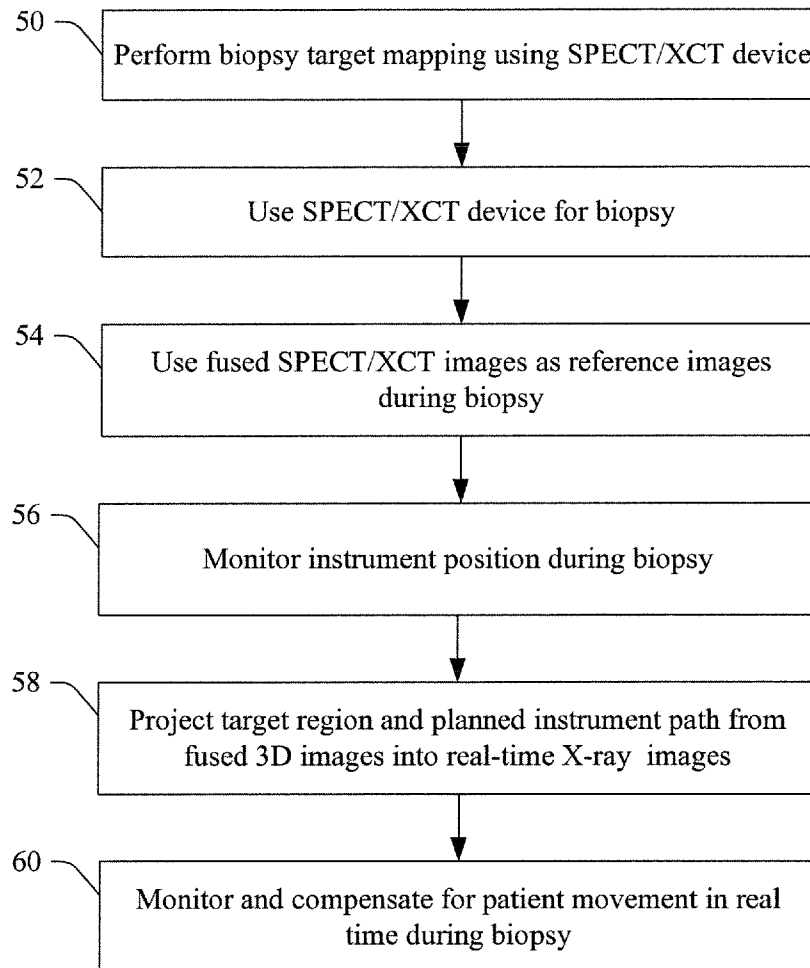 50
Perform biopsy target mapping using SPECT/XCT device
52
Use SPECT/XCT device for biopsy
54
Use fused SPECT/XCT images as reference images
during biopsy
56
Monitor instrument position during biopsy
58
Project target region and planned instrument path from
fused 3D images into real-time X-ray images
60
Monitor and compensate for patient movement in real
time during biopsy